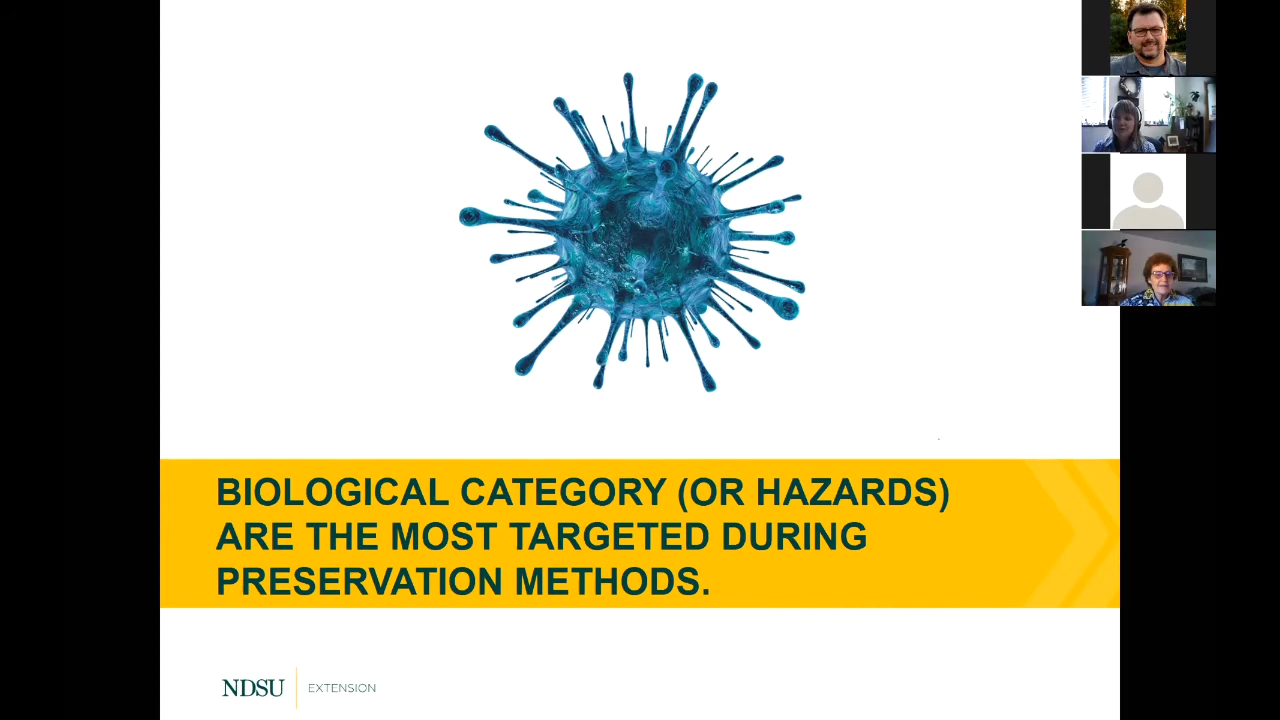 BIOLOGICAL CATEGORY (OR HAZARDS)
ARE THE MOST TARGETED DURING
PRESERVATION METHODS.
NDSU EXTENSION